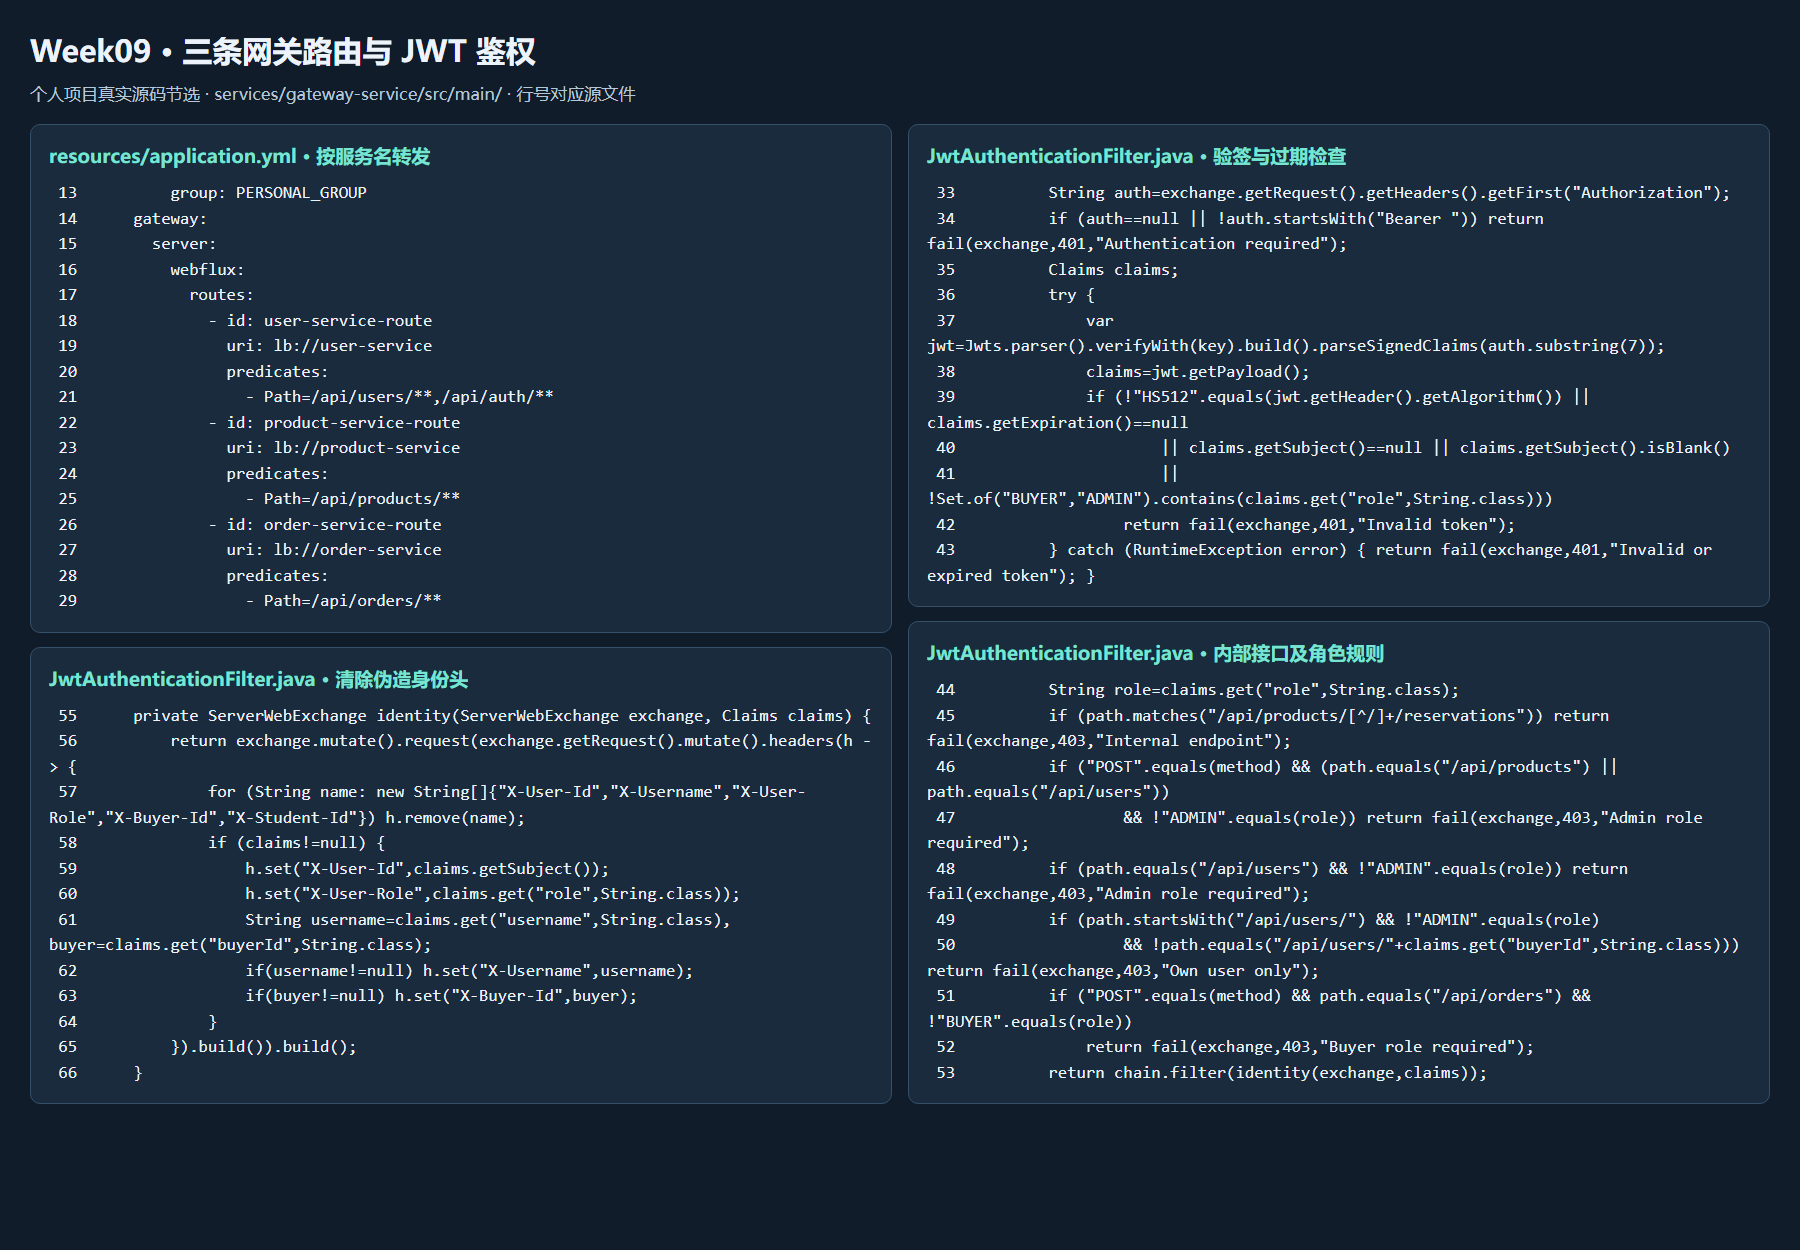 Week09 • 三条网关路由与 JWT 鉴权
个人项目真实源码节选 · services/gateway-service/src/main/ · 行号对应源文件
resources/application.yml • 按服务名转发
13          group: PERSONAL_GROUP
14      gateway:
15        server:
16          webflux:
17            routes:
18              - id: user-service-route
19                uri: lb://user-service
20                predicates:
21                  - Path=/api/users/**,/api/auth/**
22              - id: product-service-route
23                uri: lb://product-service
24                predicates:
25                  - Path=/api/products/**
26              - id: order-service-route
27                uri: lb://order-service
28                predicates:
29                  - Path=/api/orders/**
JwtAuthenticationFilter.java • 清除伪造身份头
55      private ServerWebExchange identity(ServerWebExchange exchange, Claims claims) {
56          return exchange.mutate().request(exchange.getRequest().mutate().headers(h -
> {
57              for (String name: new String[]{"X-User-Id","X-Username","X-User-
Role","X-Buyer-Id","X-Student-Id"}) h.remove(name);
58              if (claims!=null) {
59                  h.set("X-User-Id",claims.getSubject());
60                  h.set("X-User-Role",claims.get("role",String.class));
61                  String username=claims.get("username",String.class),
buyer=claims.get("buyerId",String.class);
62                  if(username!=null) h.set("X-Username",username);
63                  if(buyer!=null) h.set("X-Buyer-Id",buyer);
64              }
65          }).build()).build();
66      }
JwtAuthenticationFilter.java • 验签与过期检查
33          String auth=exchange.getRequest().getHeaders().getFirst("Authorization");
34          if (auth==null || !auth.startsWith("Bearer ")) return
fail(exchange,401,"Authentication required");
35          Claims claims;
36          try {
37              var
jwt=Jwts.parser().verifyWith(key).build().parseSignedClaims(auth.substring(7));
38              claims=jwt.getPayload();
39              if (!"HS512".equals(jwt.getHeader().getAlgorithm()) ||
claims.getExpiration()==null
40                      || claims.getSubject()==null || claims.getSubject().isBlank()
41                      ||
!Set.of("BUYER","ADMIN").contains(claims.get("role",String.class)))
42                  return fail(exchange,401,"Invalid token");
43          } catch (RuntimeException error) { return fail(exchange,401,"Invalid or
expired token"); }
JwtAuthenticationFilter.java • 内部接口及角色规则
44          String role=claims.get("role",String.class);
45          if (path.matches("/api/products/[^/]+/reservations")) return
fail(exchange,403,"Internal endpoint");
46          if ("POST".equals(method) && (path.equals("/api/products") ||
path.equals("/api/users"))
47                  && !"ADMIN".equals(role)) return fail(exchange,403,"Admin role
required");
48          if (path.equals("/api/users") && !"ADMIN".equals(role)) return
fail(exchange,403,"Admin role required");
49          if (path.startsWith("/api/users/") && !"ADMIN".equals(role)
50                  && !path.equals("/api/users/"+claims.get("buyerId",String.class)))
return fail(exchange,403,"Own user only");
51          if ("POST".equals(method) && path.equals("/api/orders") &&
!"BUYER".equals(role))
52              return fail(exchange,403,"Buyer role required");
53          return chain.filter(identity(exchange,claims));